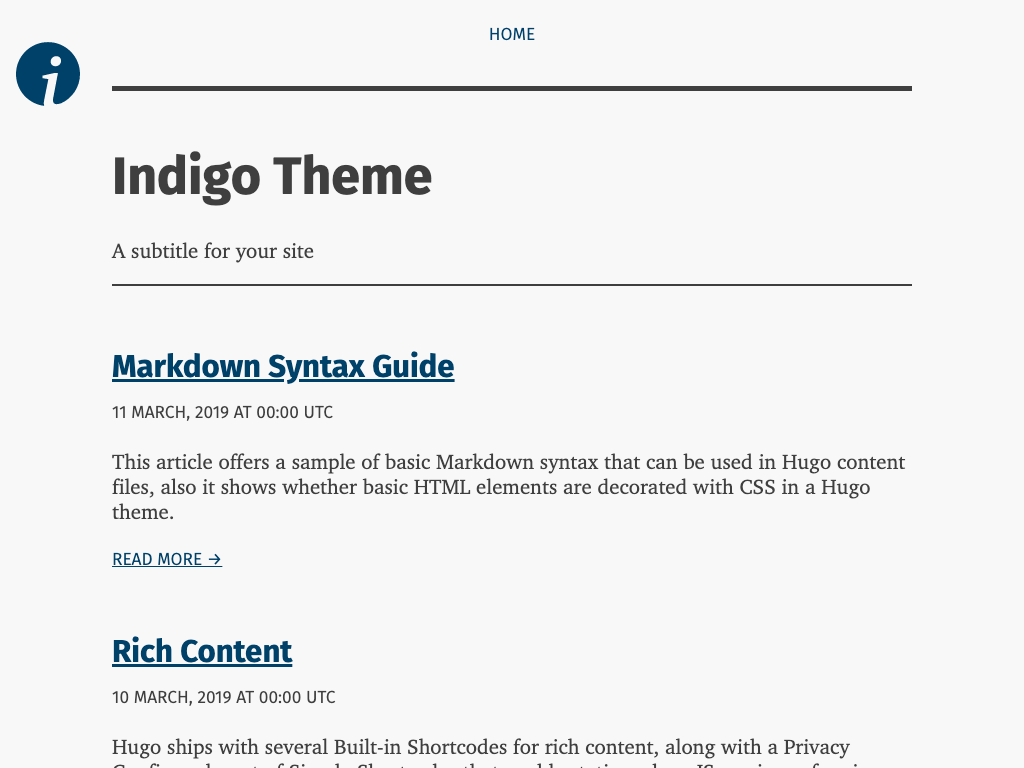 HOME
i
Indigo Theme
A subtitle for your site
Markdown Syntax Guide
11 MARCH, 2019 AT 00:00 UTC
This article offers a sample of basic Markdown syntax that can be used in Hugo content
files, also it shows whether basic HTML elements are decorated with CSS in a Hugo
theme.
READ MORE →
Rich Content
10 MARCH, 2019 AT 00:00 UTC
Hugo ships with several Built-in Shortcodes for rich content, along with a Privacy